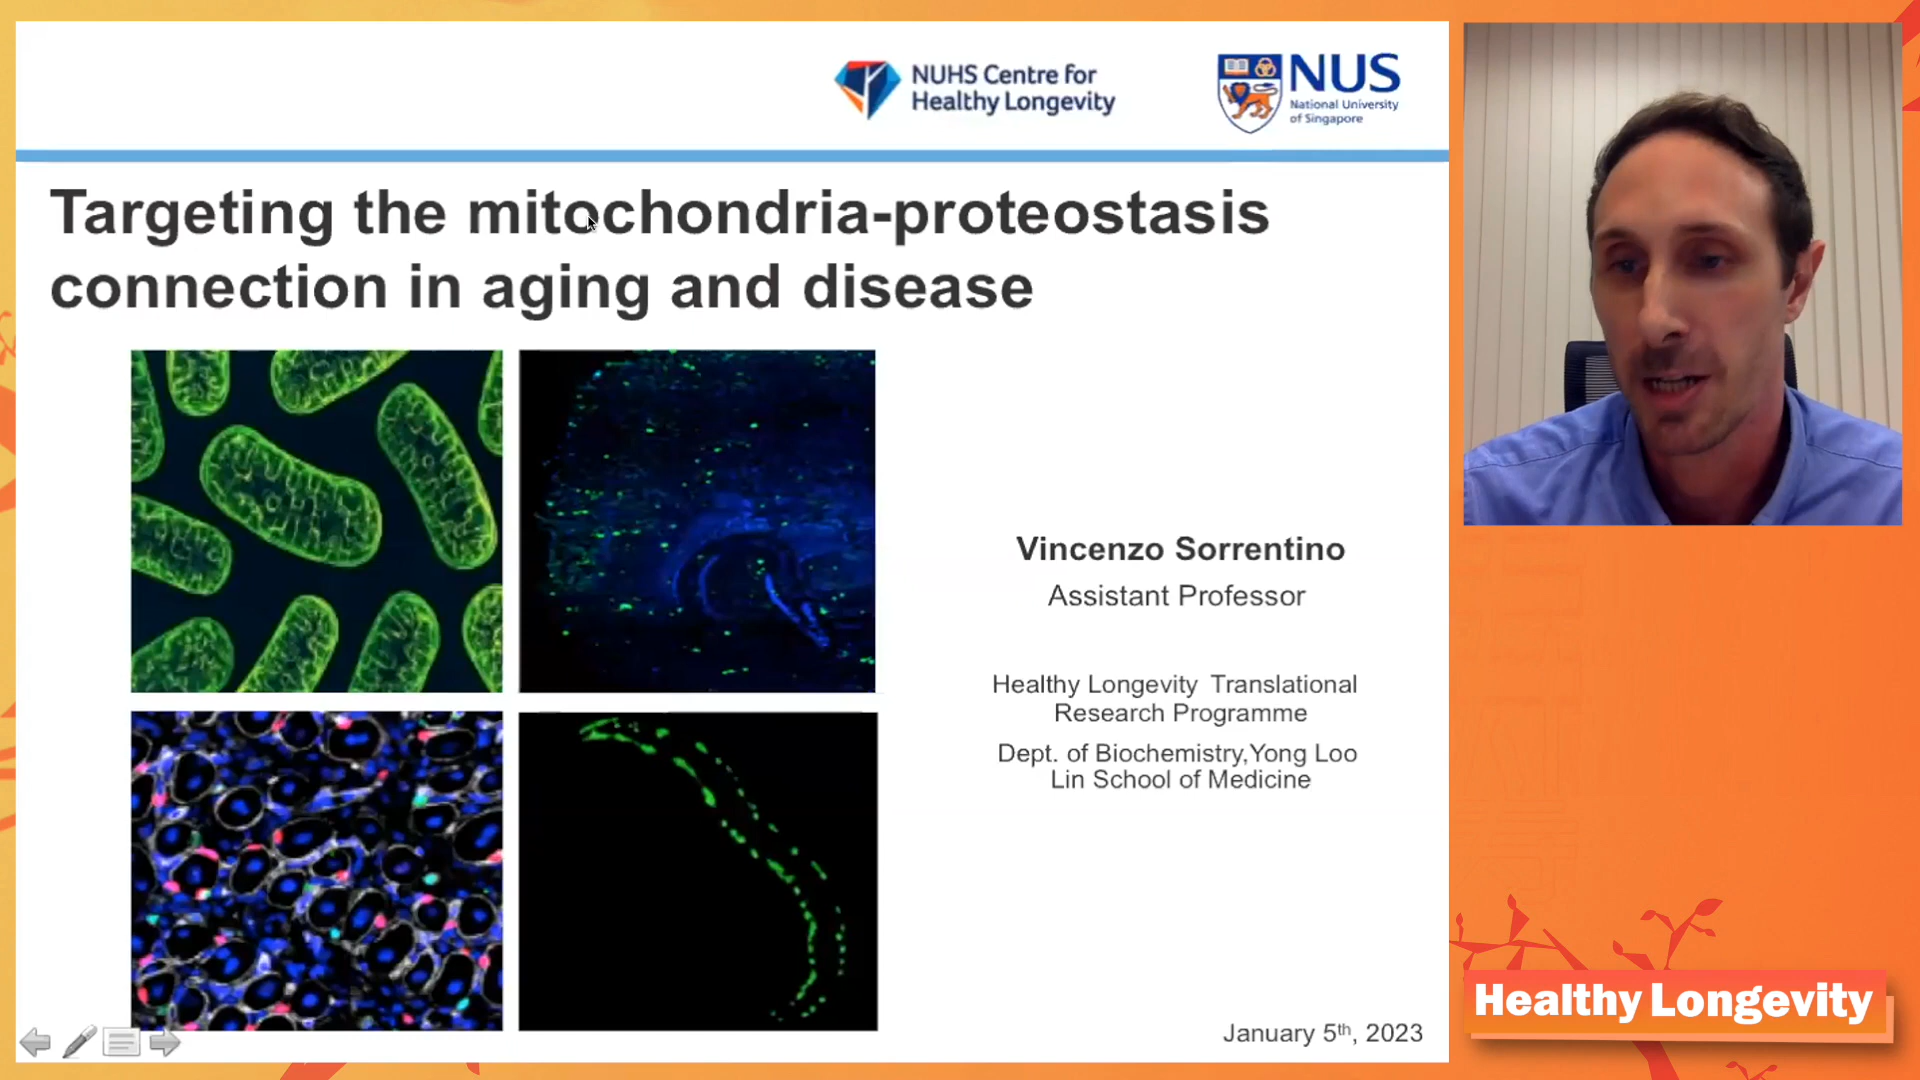 NUHS Centre for
Healthy Longevity
NUS
National University
of Singapore
Targeting the mitochondria-proteostasis
connection in aging and disease
Vincenzo Sorrentino
Assistant Professor
Healthy Longevity Translational
Research Programme
Dept. of Biochemistry,Yong Loo
Lin School of Medicine
January 5th, 2023
Healthy Longevity